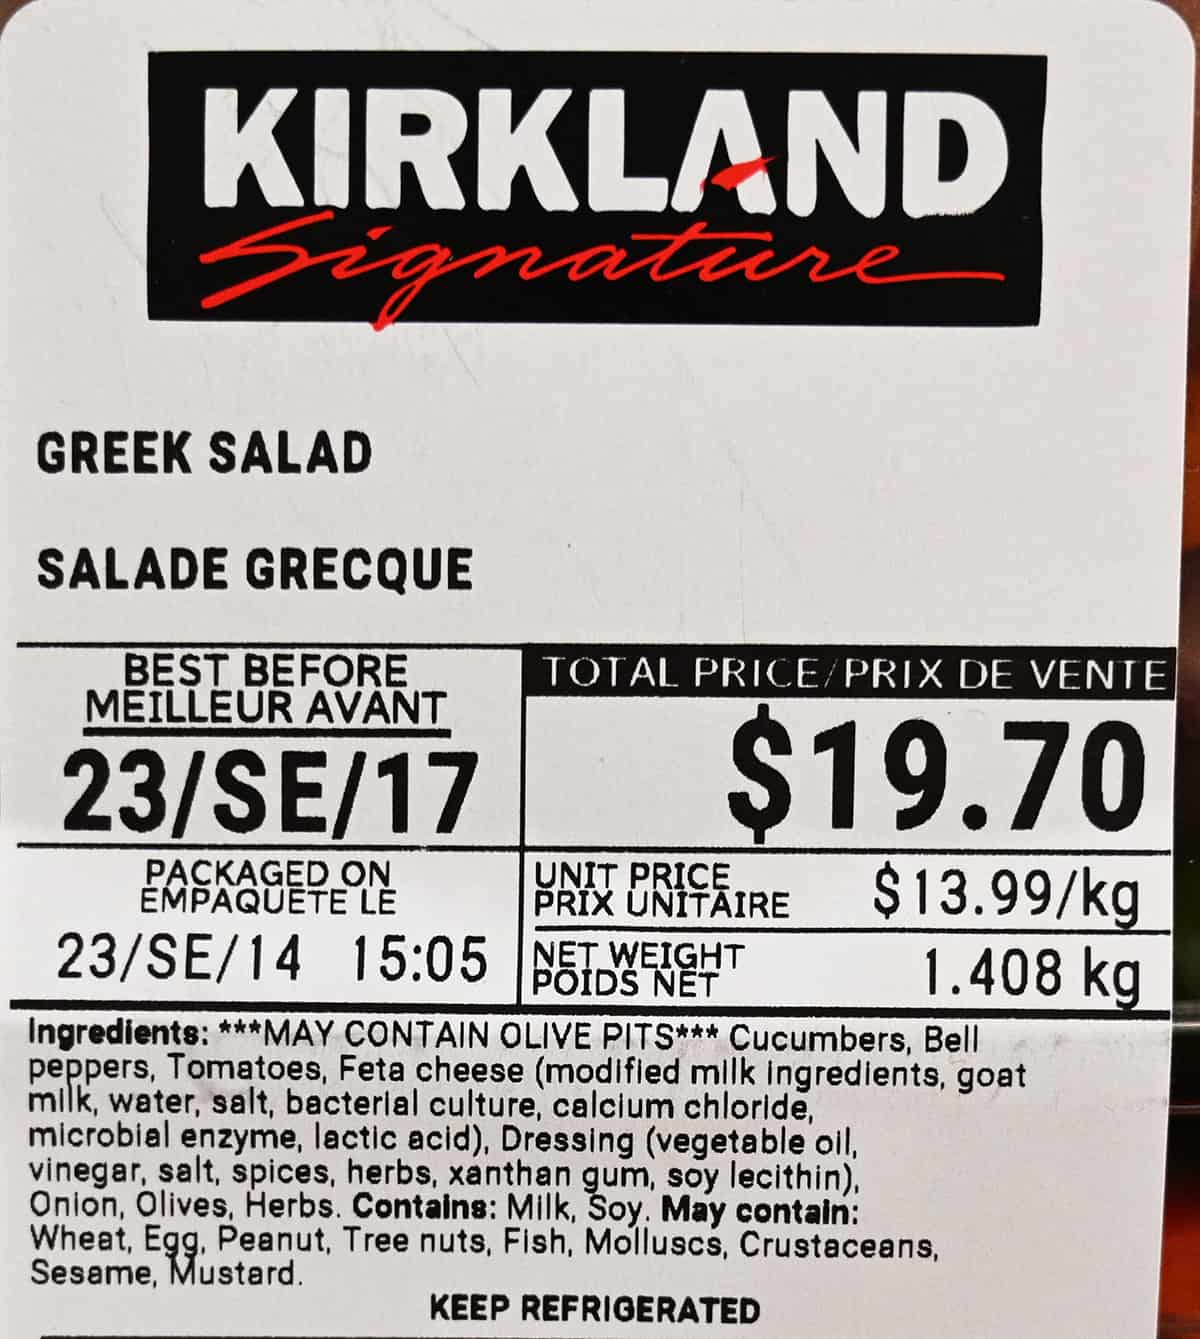 KIRKLAND
Signature
GREEK SALAD
SALADE GRECQUE
BEST BEFORE
MEILLEUR AVANT
23/SE/17
TOTAL PRICE/PRIX DE VENTE
$19.70
PACKAGED ON
EMPAQUETE LE
23/SE/14 15:05
UNIT PRICE
PRIX UNITAIRE
$13.99/kg
NET WEIGHT
POIDS NET
1.408 kg
Ingredients: ***MAY CONTAIN OLIVE PITS*** Cucumbers, Bell
peppers, Tomatoes, Feta cheese (modified milk ingredients, goat
milk, water, salt, bacterial culture, calcium chloride,
microbial enzyme, lactic acid), Dressing (vegetable oil,
vinegar, salt, spices, herbs, xanthan gum, soy lecithin),
Onion, Olives, Herbs. Contains: Milk, Soy. May contain:
Wheat, Egg, Peanut, Tree nuts, Fish, Molluscs, Crustaceans,
Sesame, Mustard.
KEEP REFRIGERATED